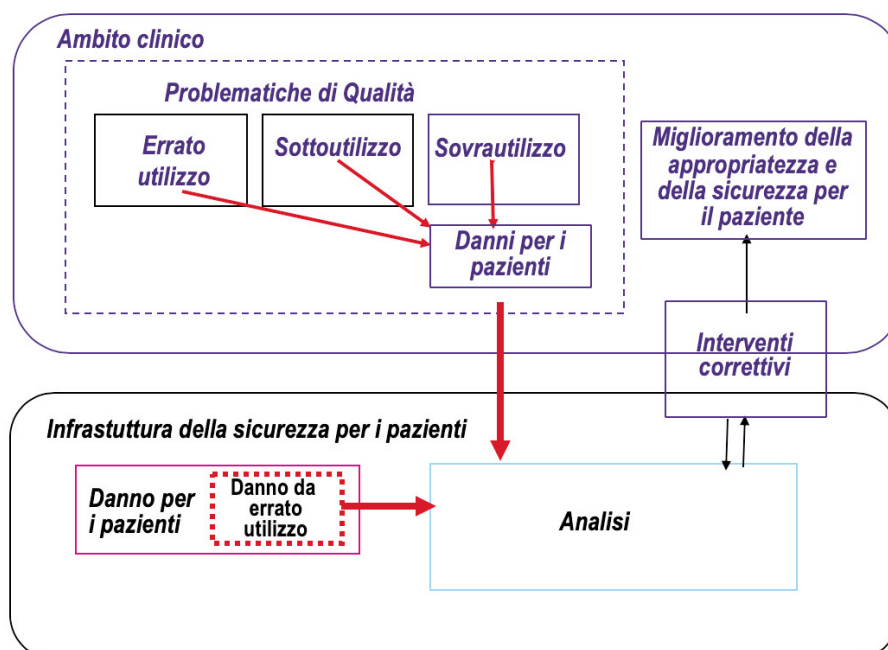 Ambito clinico
Problematiche di Qualità
Errato
utilizzo
Sottoutilizzo
Sovrautilizzo
Danni per i
pazienti
Miglioramento della
appropriatezza e
della sicurezza per
il paziente
Interventi
correttivi
Infrastuttura della sicurezza per i pazienti
Danno per
i pazienti
Danno da
errato
utilizzo
Analisi